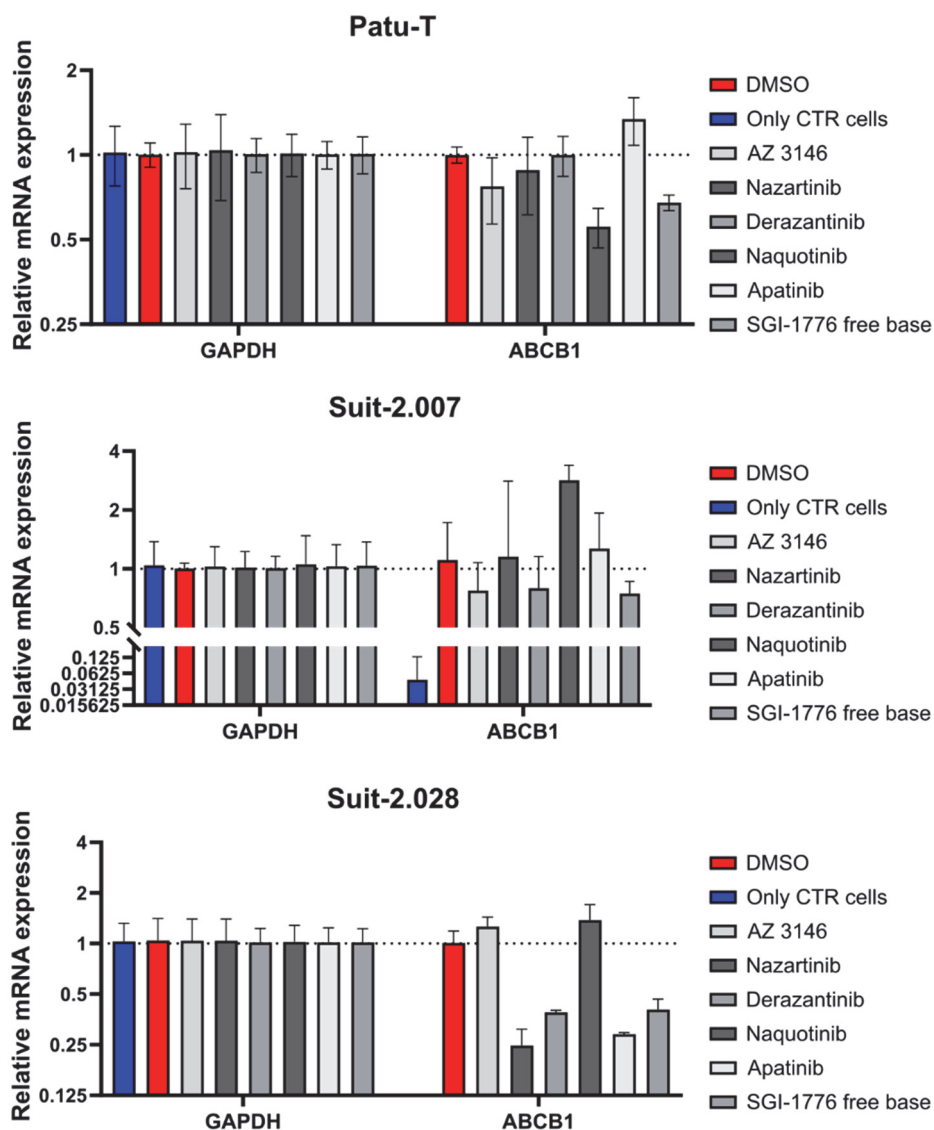 Patu-T
Relative mRNA expression
2
1
0.5
0.25
GAPDH
ABCB1
DMSO
Only CTR cells
AZ 3146
Nazartinib
Derazantinib
Naquotinib
Apatinib
SGI-1776 free base
Suit-2.007
Relative mRNA expression
4
2
1
0.5
0.125
0.0625
0.03125
0.015625
GAPDH
ABCB1
DMSO
Only CTR cells
AZ 3146
Nazartinib
Derazantinib
Naquotinib
Apatinib
SGI-1776 free base
Suit-2.028
Relative mRNA expression
4
2
1
0.5
0.25
0.125
GAPDH
ABCB1
DMSO
Only CTR cells
AZ 3146
Nazartinib
Derazantinib
Naquotinib
Apatinib
SGI-1776 free base